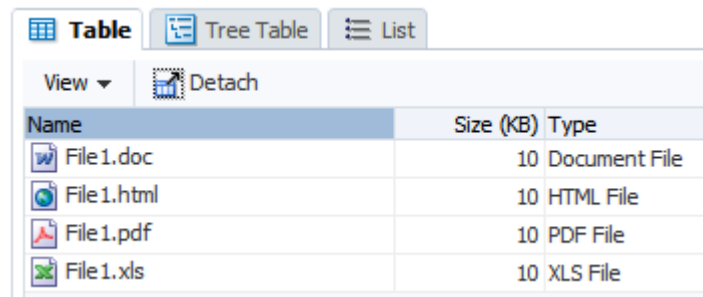 Table Tree Table List
View Detach
Name Size (KB) Type
File1.doc 10 Document File
File1.html 10 HTML File
File1.pdf 10 PDF File
File1.xls 10 XLS File